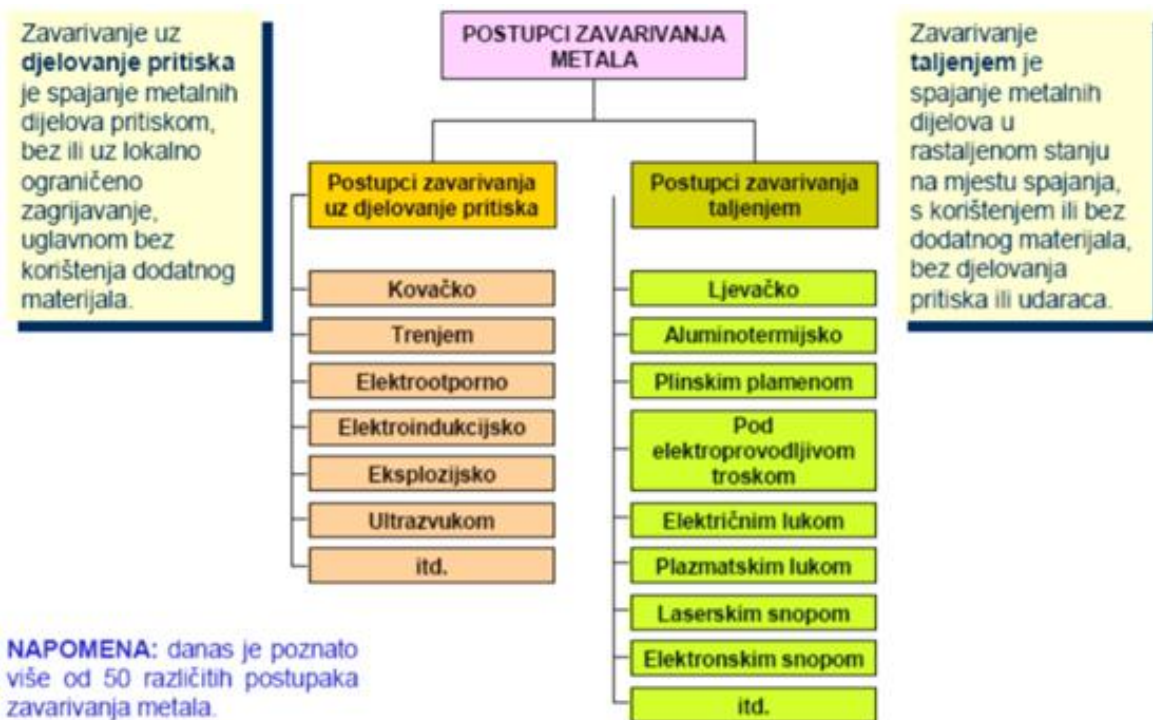 Zavarivanje uz
djelovanje pritiska
je spajanje metalnih
dijelova pritiskom,
bez ili uz lokalno
ograničeno
zagrijavanje,
uglavnom bez
korištenja dodatnog
materijala.
POSTUPCI ZAVARIVANJA
METALA
Zavarivanje
taljenjem je
spajanje metalnih
dijelova u
rastaljenom stanju
na mjestu spajanja,
s korištenjem ili bez
dodatnog materijala,
bez djelovanja
pritiska ili udaraca.
Postupci zavarivanja
uz djelovanje pritiska
Kovačko
Trenjem
Elektrootporno
Elektroindukcijsko
Eksplozijsko
Ultrazvukom
itd.
Postupci zavarivanja
taljenjem
Ljevačko
Aluminotermijsko
Plinskim plamenom
Pod
elektroprovodljivom
troskom
Električnim lukom
Plazmatskim lukom
Laserskim snopom
Elektronskim snopom
itd.
NAPOMENA: danas je poznato
više od 50 različitih postupaka
zavarivanja metala.